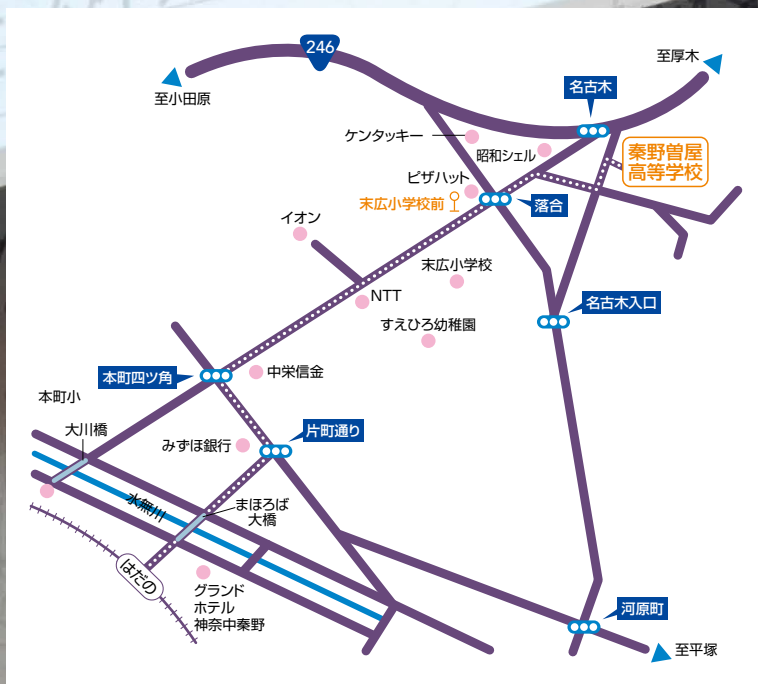 246
至厚木
至小田原
名古木
ケンタッキー
昭和シェル
秦野曽屋
高等学校
ピザハット
末広小学校前
落合
イオン
末広小学校
NTT
名古木入口
すえひろ幼稚園
本町四ツ角
中栄信金
本町小
大川橋
片町通り
みずほ銀行
水無川
まほろば
大橋
はだの
グランド
ホテル
神奈中秦野
河原町
至平塚